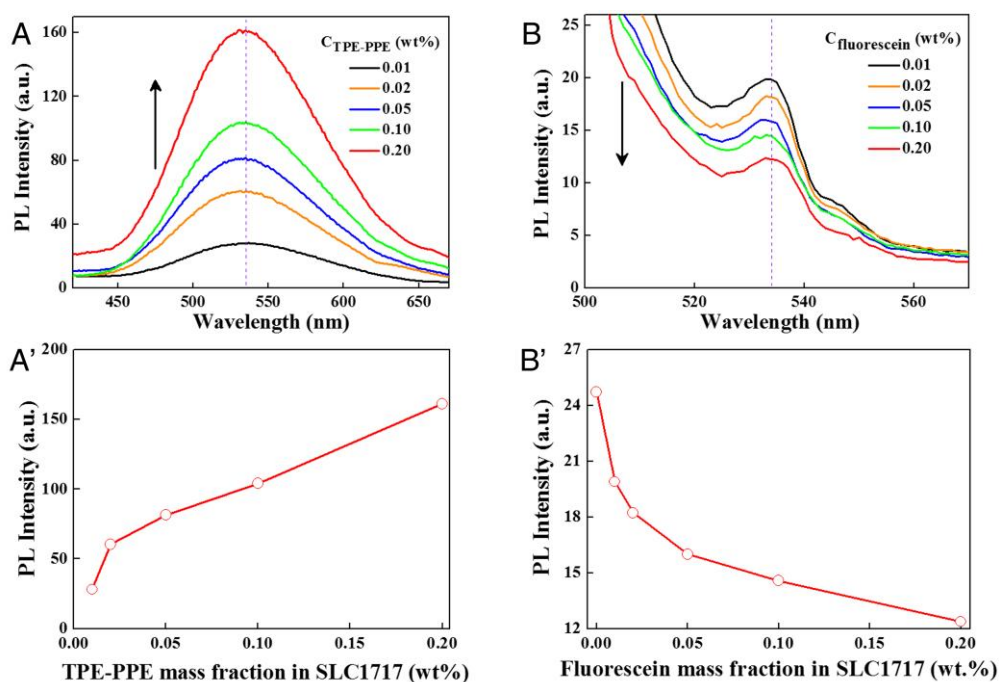 A
C_TPE-PPE (wt%)
0.01
0.02
0.05
0.10
0.20
PL Intensity (a.u.)
160
120
80
40
0
450 500 550 600 650
Wavelength (nm)
B
C_fluorescein (wt%)
0.01
0.02
0.05
0.10
0.20
PL Intensity (a.u.)
25
20
15
10
5
0
500 520 540 560
Wavelength (nm)
A'
PL Intensity (a.u.)
200
150
100
50
0
0.00 0.05 0.10 0.15 0.20
TPE-PPE mass fraction in SLC1717 (wt%)
B'
PL Intensity (a.u.)
27
24
21
18
15
12
0.00 0.05 0.10 0.15 0.20
Fluorescein mass fraction in SLC1717 (wt.%)